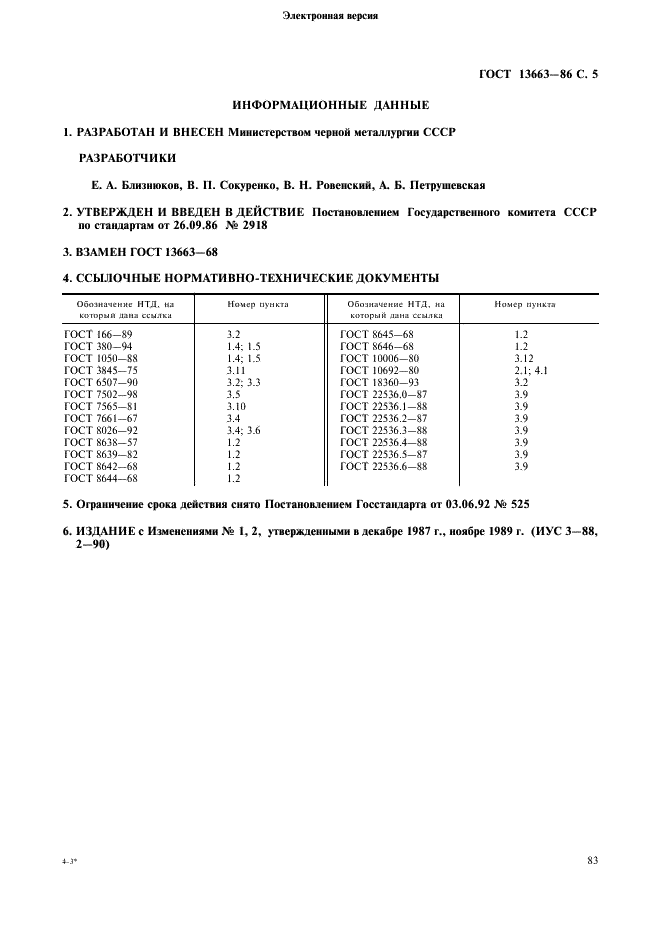 Электронная версия
ГОСТ 13663—86 С. 5
ИНФОРМАЦИОННЫЕ ДАННЫЕ
1. РАЗРАБОТАН И ВНЕСЕН Министерством черной металлургии СССР
РАЗРАБОТЧИКИ
Е. А. Близнюков, В. П. Сокуренко, В. Н. Ровенский, А. Б. Петрушевская
2. УТВЕРЖДЕН И ВВЕДЕН В ДЕЙСТВИЕ Постановлением Государственного комитета СССР
по стандартам от 26.09.86 № 2918
3. ВЗАМЕН ГОСТ 13663—68
4. ССЫЛОЧНЫЕ НОРМАТИВНО-ТЕХНИЧЕСКИЕ ДОКУМЕНТЫ
Обозначение НТД, на Номер пункта Обозначение НТД, на Номер пункта
который дана ссылка который дана ссылка
ГОСТ 166—89 3.2 ГОСТ 8645—68 1.2
ГОСТ 380—94 1.4; 1.5 ГОСТ 8646—68 1.2
ГОСТ 1050—88 1.4; 1.5 ГОСТ 10006—80 3.12
ГОСТ 3845—75 3.11 ГОСТ 10692—80 2.1; 4.1
ГОСТ 6507—90 3.2; 3.3 ГОСТ 18360—93 3.2
ГОСТ 7502—98 3.5 ГОСТ 22536.0—87 3.9
ГОСТ 7565—81 3.10 ГОСТ 22536.1—88 3.9
ГОСТ 7661—67 3.4 ГОСТ 22536.2—87 3.9
ГОСТ 8026—92 3.4; 3.6 ГОСТ 22536.3—88 3.9
ГОСТ 8638—57 1.2 ГОСТ 22536.4—88 3.9
ГОСТ 8639—82 1.2 ГОСТ 22536.5—87 3.9
ГОСТ 8642—68 1.2 ГОСТ 22536.6—88 3.9
ГОСТ 8644—68 1.2
5. Ограничение срока действия снято Постановлением Госстандарта от 03.06.92 № 525
6. ИЗДАНИЕ с Изменениями № 1, 2, утвержденными в декабре 1987 г., ноябре 1989 г. (ИУС 3—88,
2—90)
4–3* 83